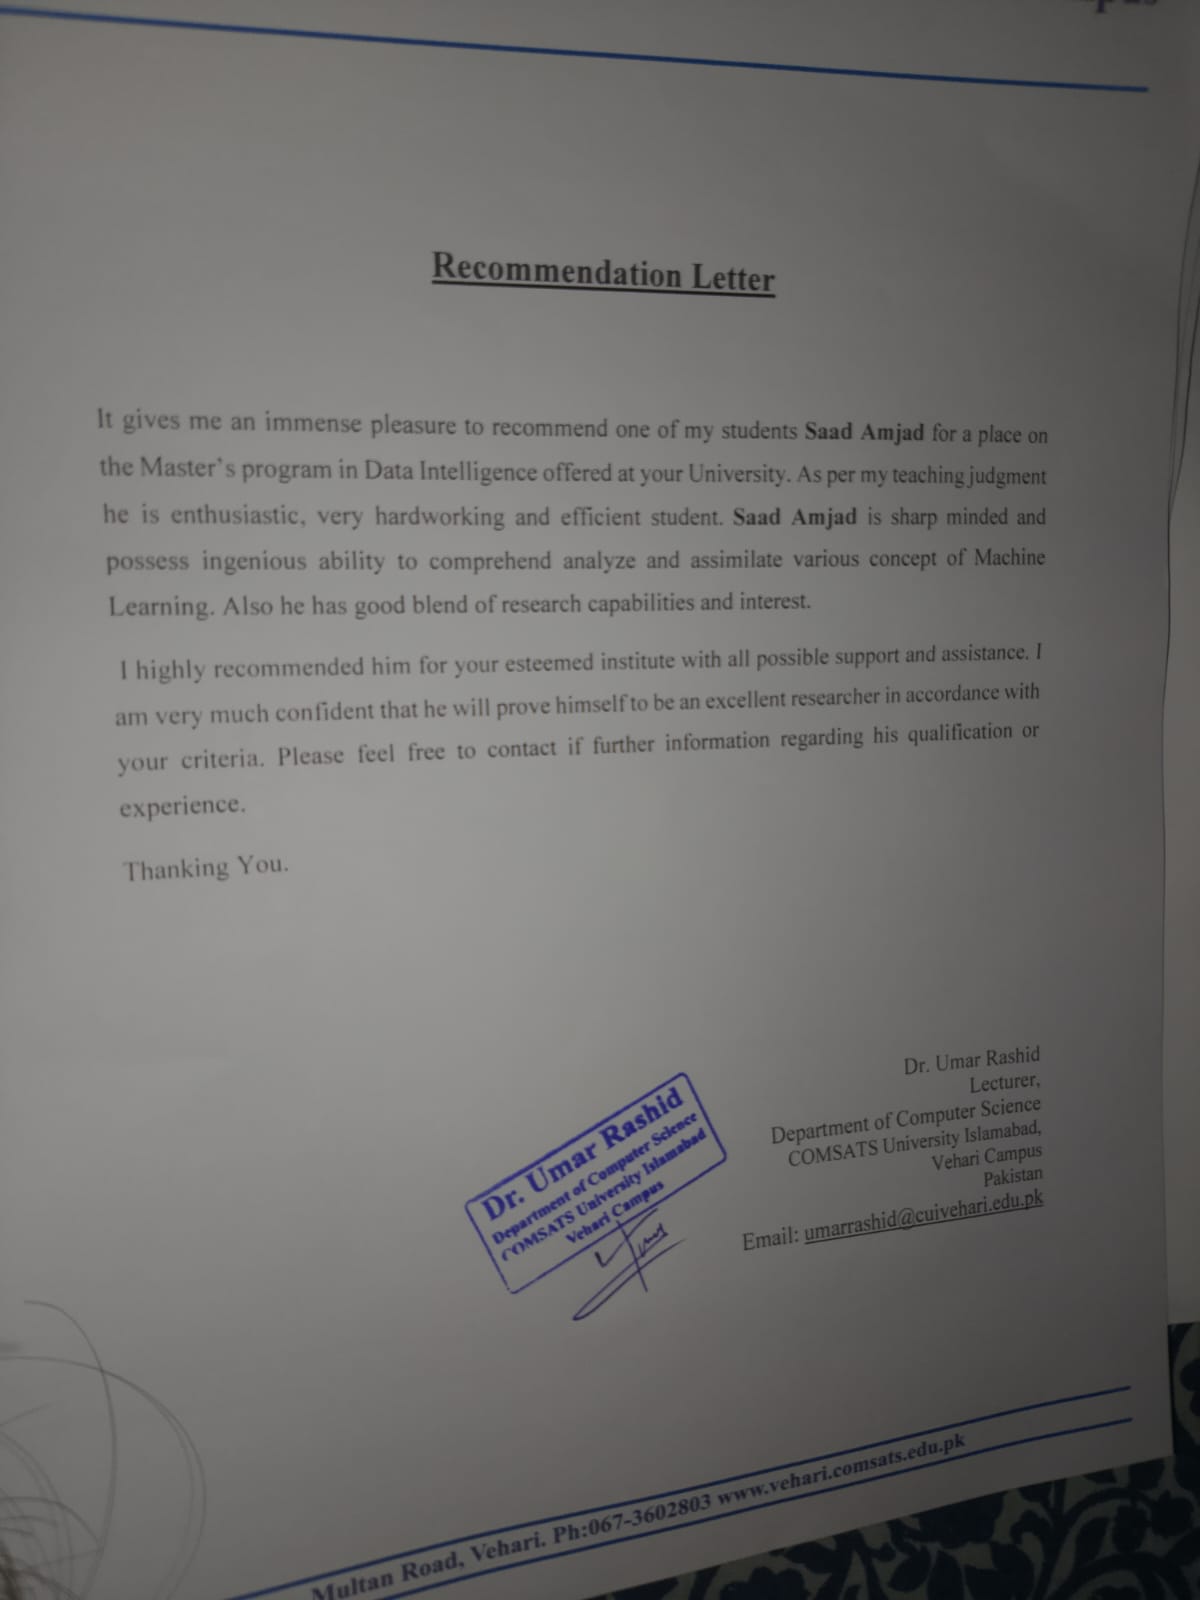 Recommendation Letter
It gives me an immense pleasure to recommend one of my students Saad Amjad for a place on
the Master's program in Data Intelligence offered at your University. As per my teaching judgment
he is enthusiastic, very hardworking and efficient student. Saad Amjad is sharp minded and
possess ingenious ability to comprehend analyze and assimilate various concept of Machine
Learning. Also he has good blend of research capabilities and interest.
I highly recommended him for your esteemed institute with all possible support and assistance. I
am very much confident that he will prove himself to be an excellent researcher in accordance with
your criteria. Please feel free to contact if further information regarding his qualification or
experience.
Thanking You.
Dr. Umar Rashid
Lecturer,
Department of Computer Science
COMSATS University Islamabad,
Vehari Campus
Pakistan
Email: umarrashid@cuivehari.edu.pk
Dr. Umar Rashid
Department of Computer Science
COMSATS University Islamabad
Vehari Campus
Multan Road, Vehari. Ph:067-3602803 www.vehari.comsats.edu.pk